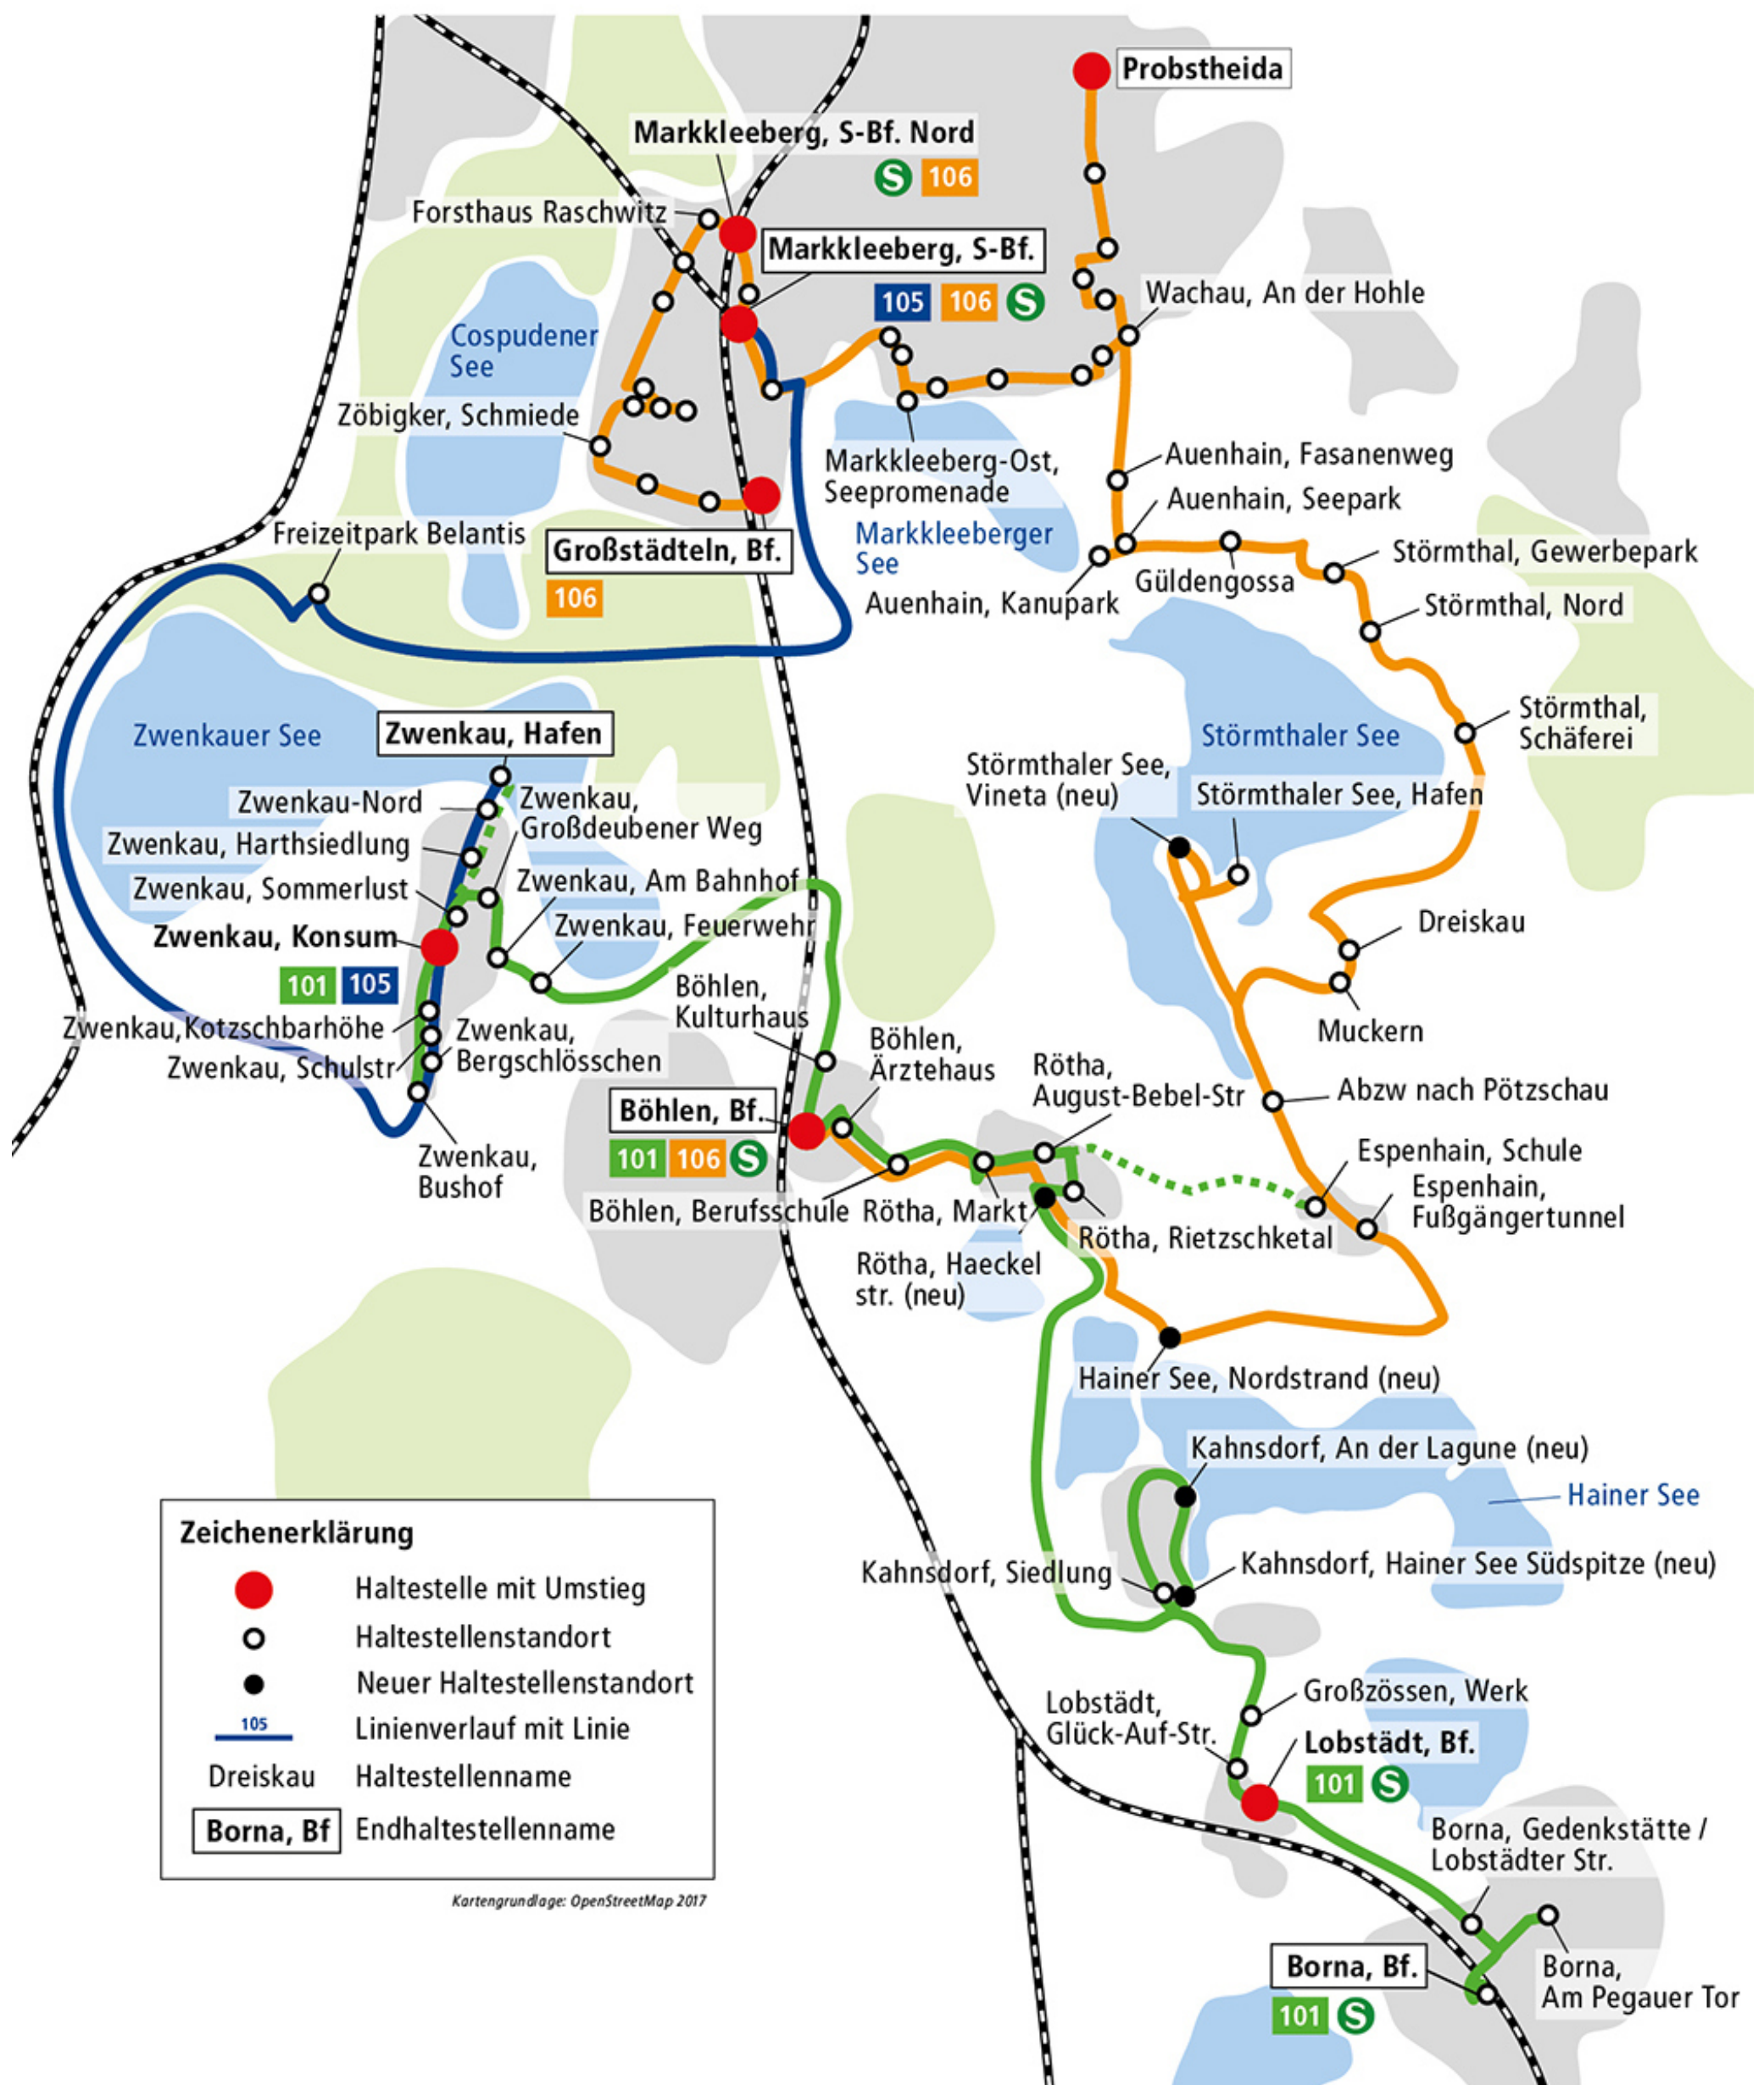 Probstheida
Markkleeberg, S-Bf. Nord
S 106
Forsthaus Raschwitz
Markkleeberg, S-Bf.
105 106 S
Wachau, An der Hohle
Cospudener
See
Zöbigker, Schmiede
Markkleeberg-Ost,
Seepromenade
Auenhain, Fasanenweg
Auenhain, Seepark
Freizeitpark Belantis
Großstädteln, Bf.
106
Markkleeberger
See
Störmthal, Gewerbepark
Güldengossa
Auenhain, Kanupark
Störmthal, Nord
Zwenkauer See
Zwenkau, Hafen
Störmthal,
Schäferei
Störmthaler See
Störmthaler See,
Vineta (neu)
Störmthaler See, Hafen
Zwenkau-Nord
Zwenkau,
Großdeubener Weg
Zwenkau, Harthsiedlung
Zwenkau, Sommerlust
Zwenkau, Am Bahnhof
Zwenkau, Feuerwehr
Dreiskau
Zwenkau, Konsum
101 105
Böhlen,
Kulturhaus
Muckern
Zwenkau,Kotzschbarhöhe
Zwenkau, Schulstr
Zwenkau,
Bergschlösschen
Böhlen,
Ärztehaus
Rötha,
August-Bebel-Str
Abzw nach Pötzschau
Böhlen, Bf.
101 106 S
Zwenkau,
Bushof
Espenhain, Schule
Espenhain,
Fußgängertunnel
Böhlen, Berufsschule
Rötha, Markt
Rötha, Rietzschketal
Rötha, Haeckel
str. (neu)
Hainer See, Nordstrand (neu)
Kahnsdorf, An der Lagune (neu)
Hainer See
Kahnsdorf, Siedlung
Kahnsdorf, Hainer See Südspitze (neu)
Lobstädt,
Glück-Auf-Str.
Großzössen, Werk
Lobstädt, Bf.
101 S
Borna, Gedenkstätte /
Lobstädter Str.
Borna, Bf.
101 S
Borna,
Am Pegauer Tor
Zeichenerklärung
Haltestelle mit Umstieg
Haltestellenstandort
Neuer Haltestellenstandort
105 Linienverlauf mit Linie
Dreiskau Haltestellenname
Borna, Bf Endhaltestellenname
Kartengrundlage: OpenStreetMap 2017